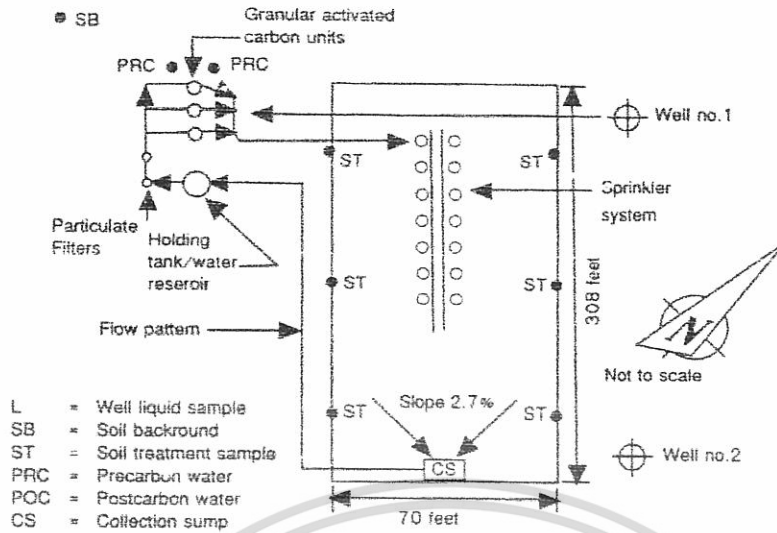 SB
Granular activated
carbon units
PRC
PRC
Well no.1
ST
ST
Sprinkler
system
Particulate
Filters
Holding
tank/water
reseroir
ST
ST
308 feet
Flow pattern
N
Not to scale
ST
Slope 2.7%
ST
CS
Well no.2
70 feet
L = Well liquid sample
SB = Soil backround
ST = Soil treatment sample
PRC = Precarbon water
POC = Postcarbon water
CS = Collection sump